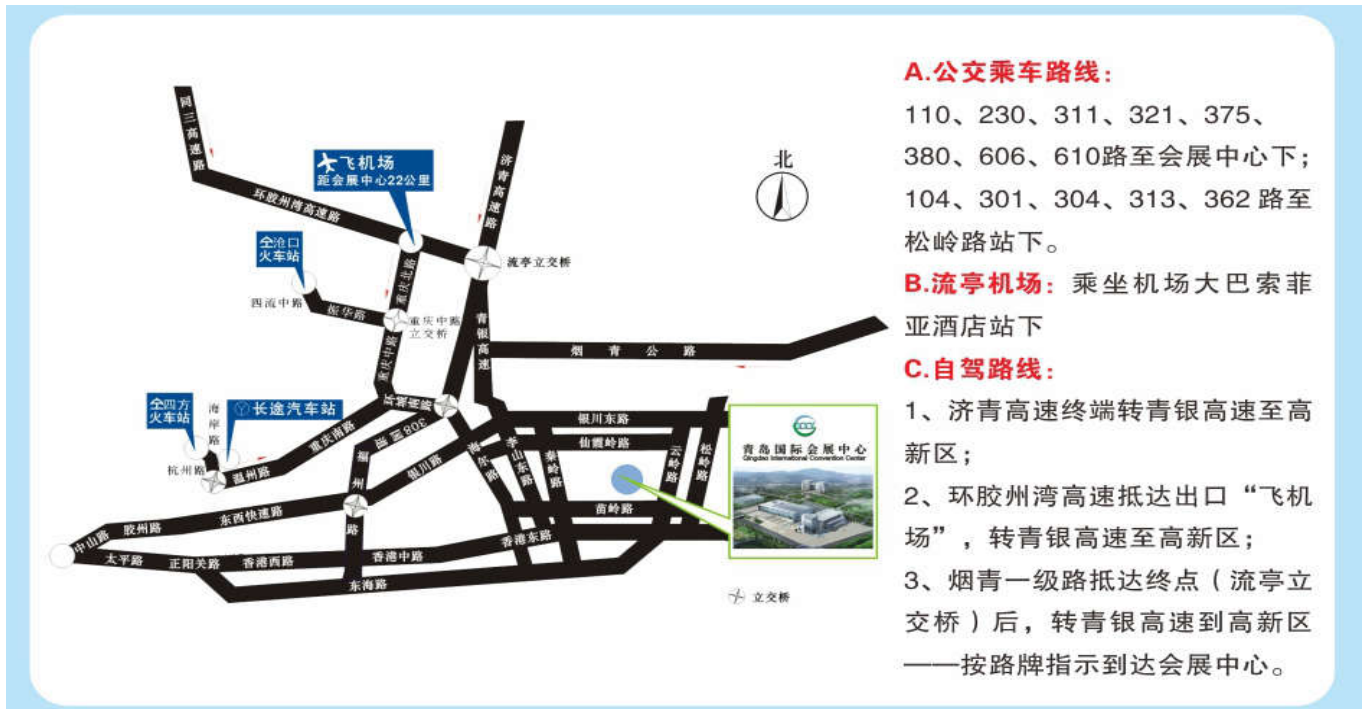 同三高速路
飞机场
距会展中心22公里
济青高速路
北
环胶州湾高速路
沧口
火车站
流亭立交桥
重庆北路
四流中路
振华路
重庆中路
立交桥
青银高速
烟青公路
重庆中路
环城南路
四方
火车站
海岸路
长途汽车站
重庆南路
308国道
银川东路
仙霞岭路
青岛国际会展中心
Qingdao International Convention Center
杭州路
温州路
银川路
海尔路
秦岭路
松岭路
苗岭路
中山路
胶州路
东西快速路
太平路
正阳关路
香港西路
香港中路
香港东路
东海路
立交桥
A.公交乘车路线：
110、230、311、321、375、
380、606、610路至会展中心下；
104、301、304、313、362 路至
松岭路站下。
B.流亭机场：乘坐机场大巴索菲
亚酒店站下
C.自驾路线：
1、济青高速终端转青银高速至高
新区；
2、环胶州湾高速抵达出口“飞机
场”，转青银高速至高新区；
3、烟青一级路抵达终点（流亭立
交桥）后，转青银高速到高新区
——按路牌指示到达会展中心。